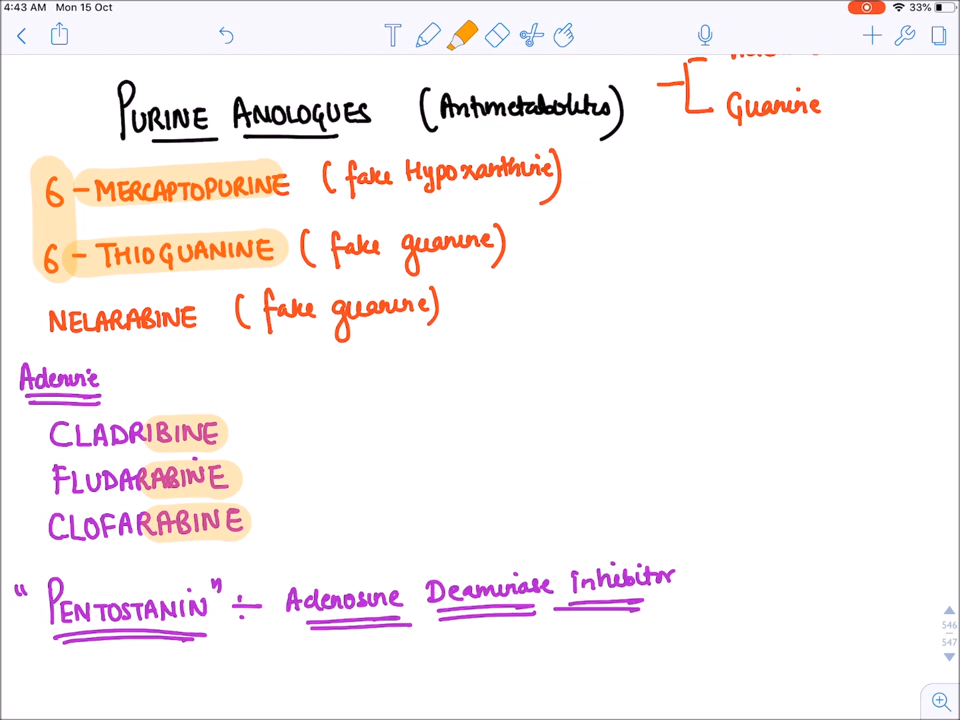 4:43 AM Mon 15 Oct
33%
T
PURINE ANOLOGUES (Antimetabolites)
Guanine
6-MERCAPTOPURINE (fake Hypoxanthine)
6-THIOGUANINE (fake guanine)
NELARABINE (fake guanine)
Adenine
CLADRIBINE
FLUDARABINE
CLOFARABINE
"PENTOSTANIN" ÷ Adenosine Deaminase Inhibitor
546
547